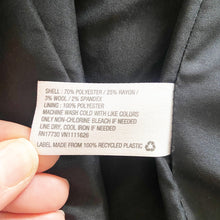 SHELL : 70% POLYESTER / 25% RAYON /
3% WOOL / 2% SPANDEX
LINING : 100% POLYESTER
MACHINE WASH COLD WITH LIKE COLORS
ONLY NON-CHLORINE BLEACH IF NEEDED
LINE DRY, COOL IRON IF NEEDED
RN17730 VN1111626
LABEL MADE FROM 100% RECYCLED PLASTIC